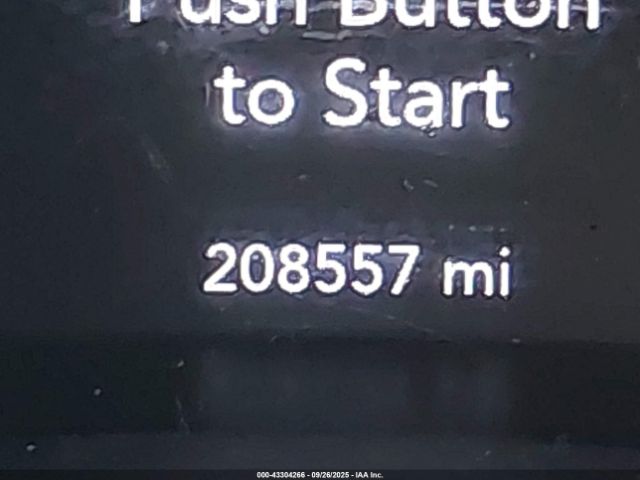 Push Button
to Start
208557 mi
000-43304266 - 09/26/2025 - IAA Inc.